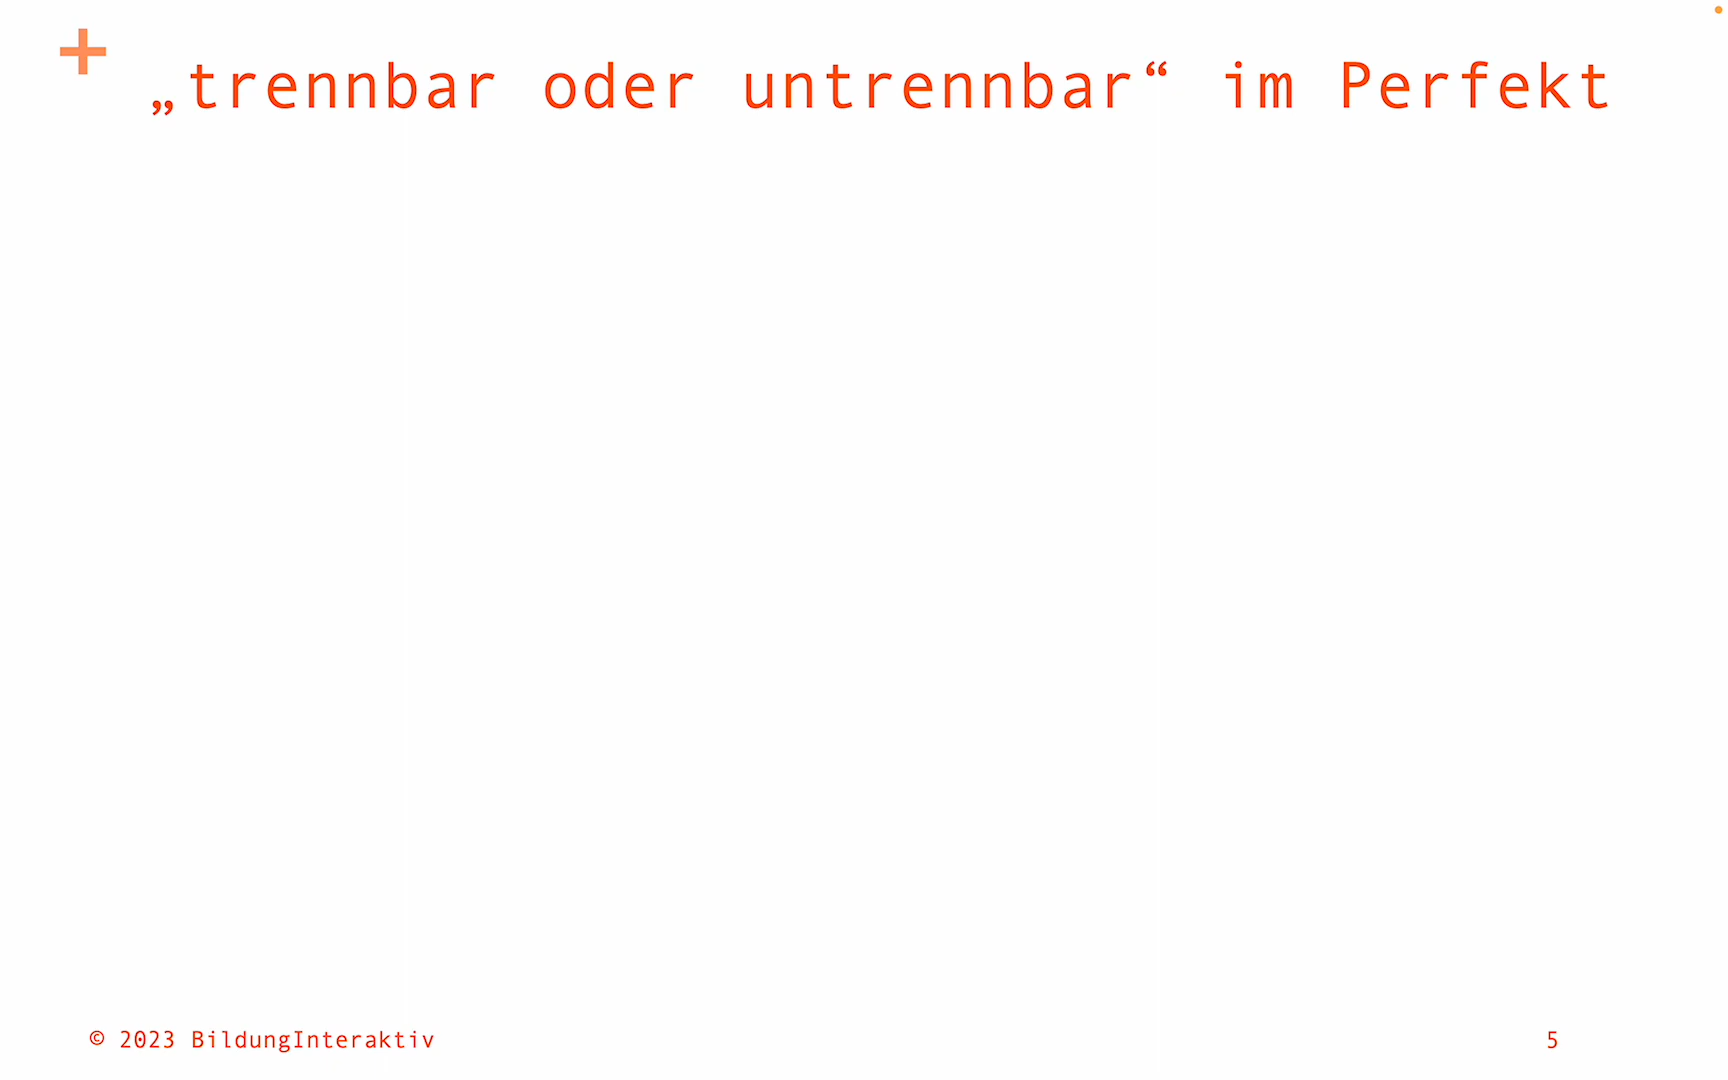 „trennbar oder untrennbar“ im Perfekt
© 2023 BildungInteraktiv
5